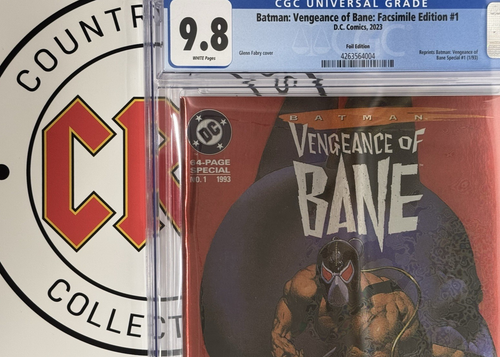 CGC UNIVERSAL GRADE
9.8
WHITE Pages
Batman: Vengeance of Bane: Facsimile Edition #1
D.C. Comics, 2023
Foil Edition
Glenn Fabry cover
4263564004
Reprints Batman: Vengeance of
Bane Special #1 (1/93)
COUNTR
COLLECT
DC
64-PAGE
SPECIAL
NO. 1 1993
BATMAN
VENGEANCE OF
BANE